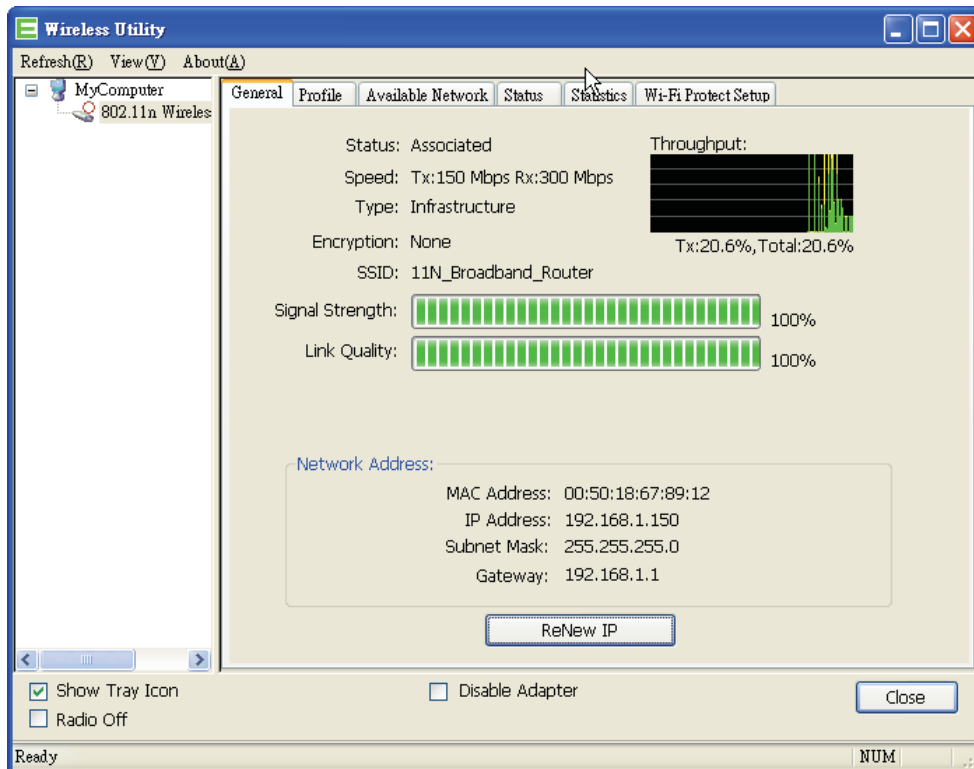 Wireless Utility
Refresh(R) View(V) About(A)
MyComputer
802.11n Wireles
General Profile Available Network Status Statistics Wi-Fi Protect Setup
Status: Associated
Speed: Tx:150 Mbps Rx:300 Mbps
Type: Infrastructure
Encryption: None
SSID: 11N_Broadband_Router
Throughput:
Tx:20.6%,Total:20.6%
Signal Strength: 100%
Link Quality: 100%
Network Address:
MAC Address: 00:50:18:67:89:12
IP Address: 192.168.1.150
Subnet Mask: 255.255.255.0
Gateway: 192.168.1.1
ReNew IP
Show Tray Icon
Radio Off
Disable Adapter
Close
Ready NUM